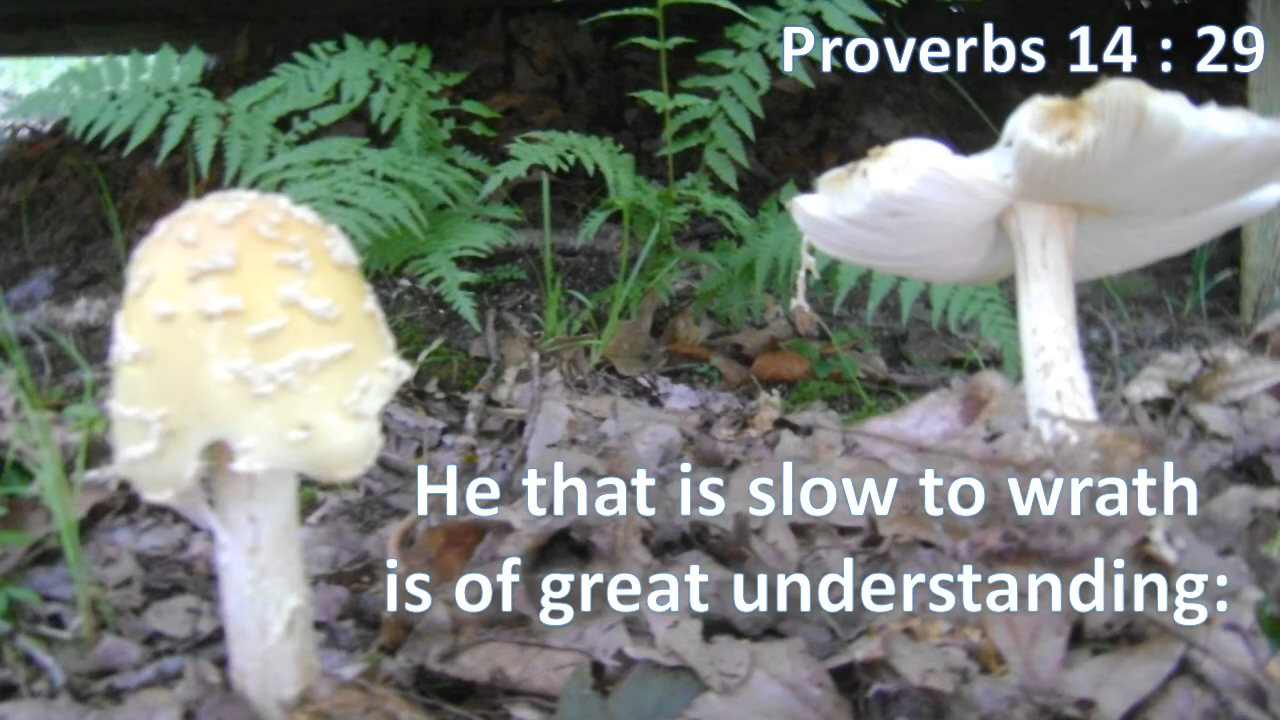 Proverbs 14 : 29
He that is slow to wrath
is of great understanding: